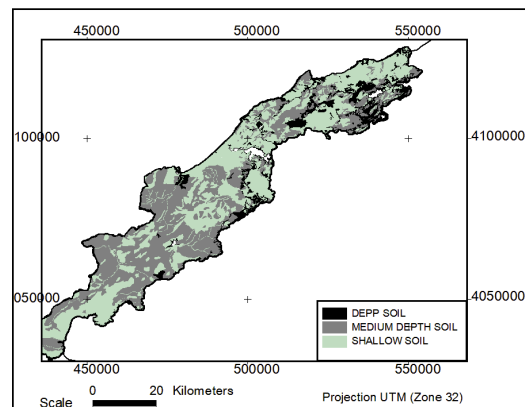 450000 500000 550000
100000 4100000
050000 4050000
DEPP SOIL
MEDIUM DEPTH SOIL
SHALLOW SOIL
450000 500000 550000
0 20 Kilometers
Scale
Projection UTM (Zone 32)